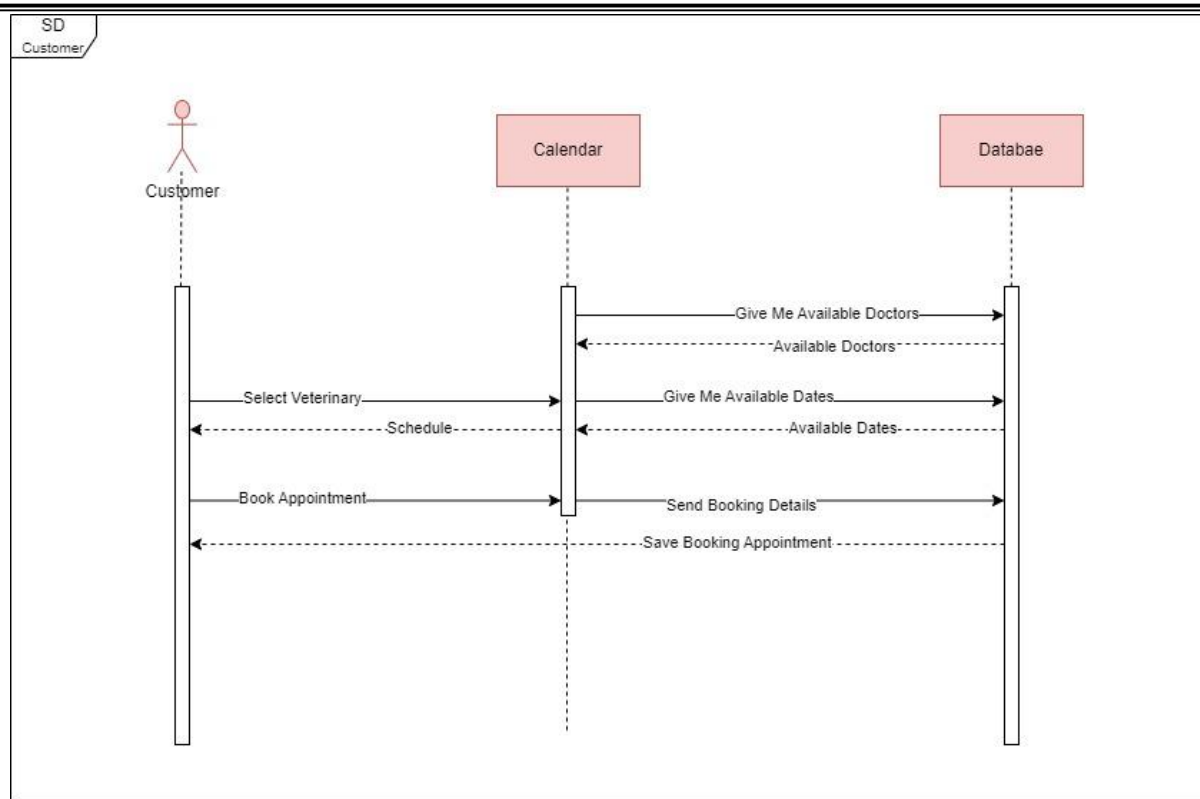 SD
Customer
Customer
Calendar
Databae
Give Me Available Doctors
Available Doctors
Select Veterinary
Give Me Available Dates
Schedule
Available Dates
Book Appointment
Send Booking Details
Save Booking Appointment